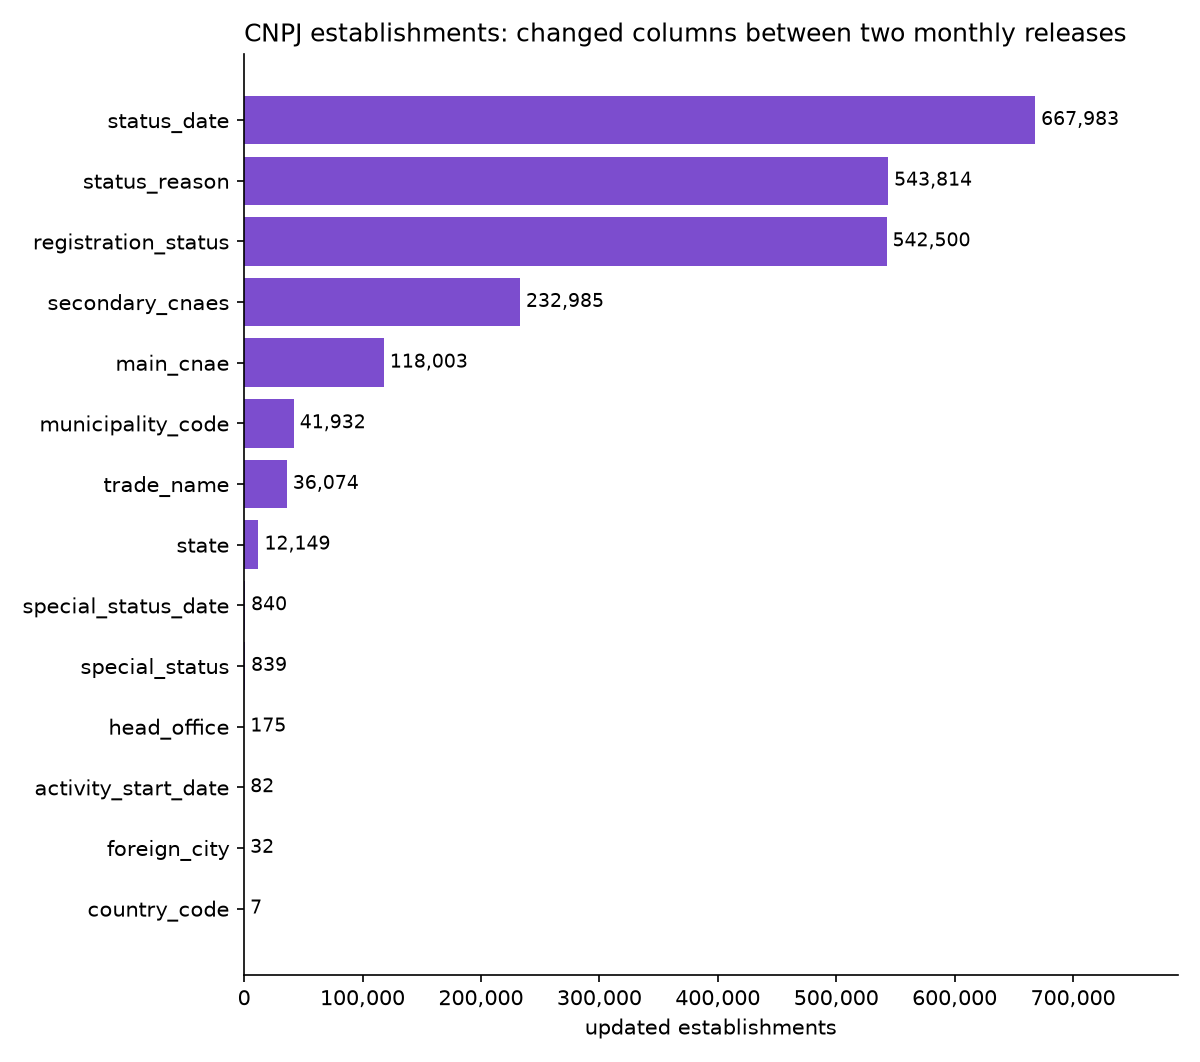 CNPJ establishments: changed columns between two monthly releases
status_date 667,983
status_reason 543,814
registration_status 542,500
secondary_cnaes 232,985
main_cnae 118,003
municipality_code 41,932
trade_name 36,074
state 12,149
special_status_date 840
special_status 839
head_office 175
activity_start_date 82
foreign_city 32
country_code 7
0 100,000 200,000 300,000 400,000 500,000 600,000 700,000
updated establishments